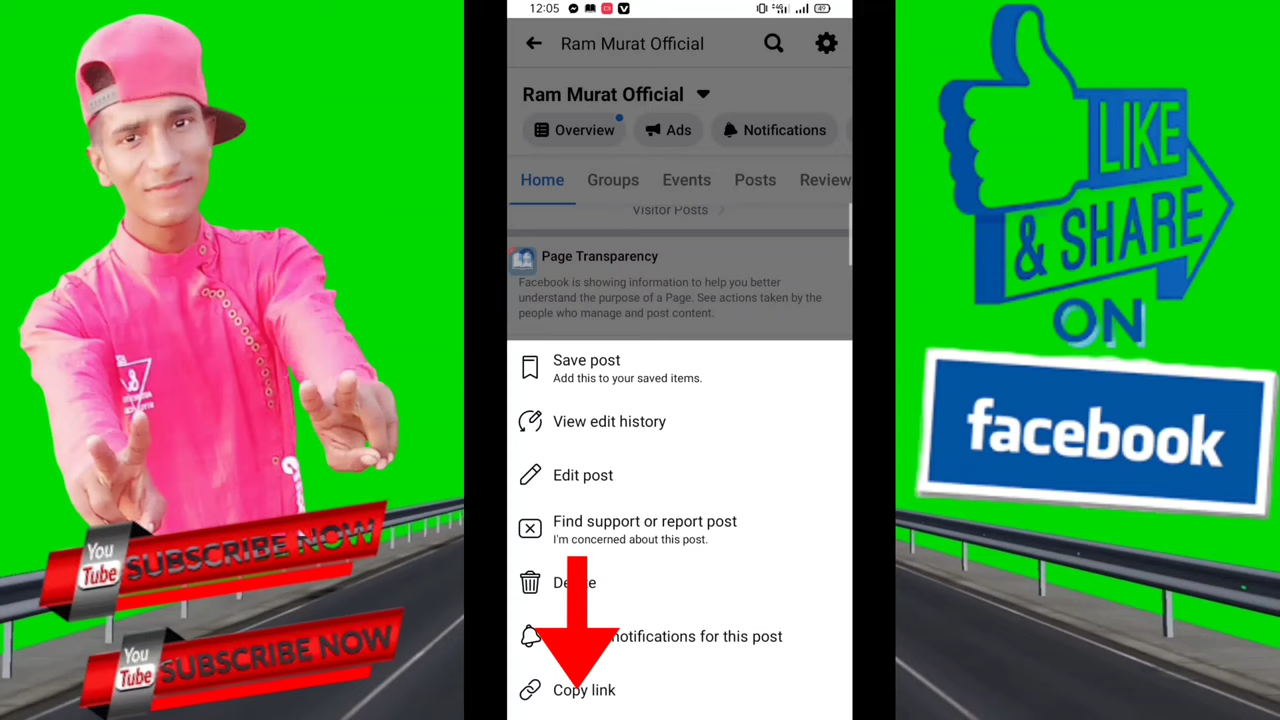 12:05
Ram Murat Official
Ram Murat Official
Overview
Ads
Notifications
Home
Groups
Events
Posts
Review
Visitor Posts
Page Transparency
Facebook is showing information to help you better
understand the purpose of a Page. See actions taken by the
people who manage and post content.
Save post
Add this to your saved items.
View edit history
Edit post
Find support or report post
I'm concerned about this post.
notifications for this post
Copy link
You
Tube
SUBSCRIBE NOW
You
Tube
SUBSCRIBE NOW
LIKE
& SHARE
ON
facebook